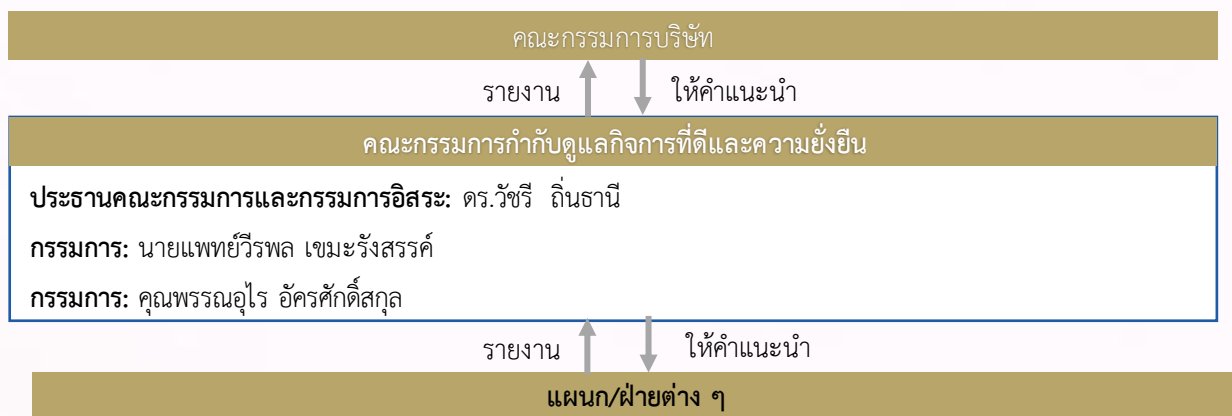 คณะกรรมการบริษัท
รายงาน ให้คำแนะนำ
คณะกรรมการกำกับดูแลกิจการที่ดีและความยั่งยืน
ประธานคณะกรรมการและกรรมการอิสระ: ดร.วัชรี ถิ่นธานี
กรรมการ: นายแพทย์วีรพล เขมะรังสรรค์
กรรมการ: คุณพรรณอุไร อัครศักดิ์สกุล
รายงาน ให้คำแนะนำ
แผนก/ฝ่ายต่าง ๆ